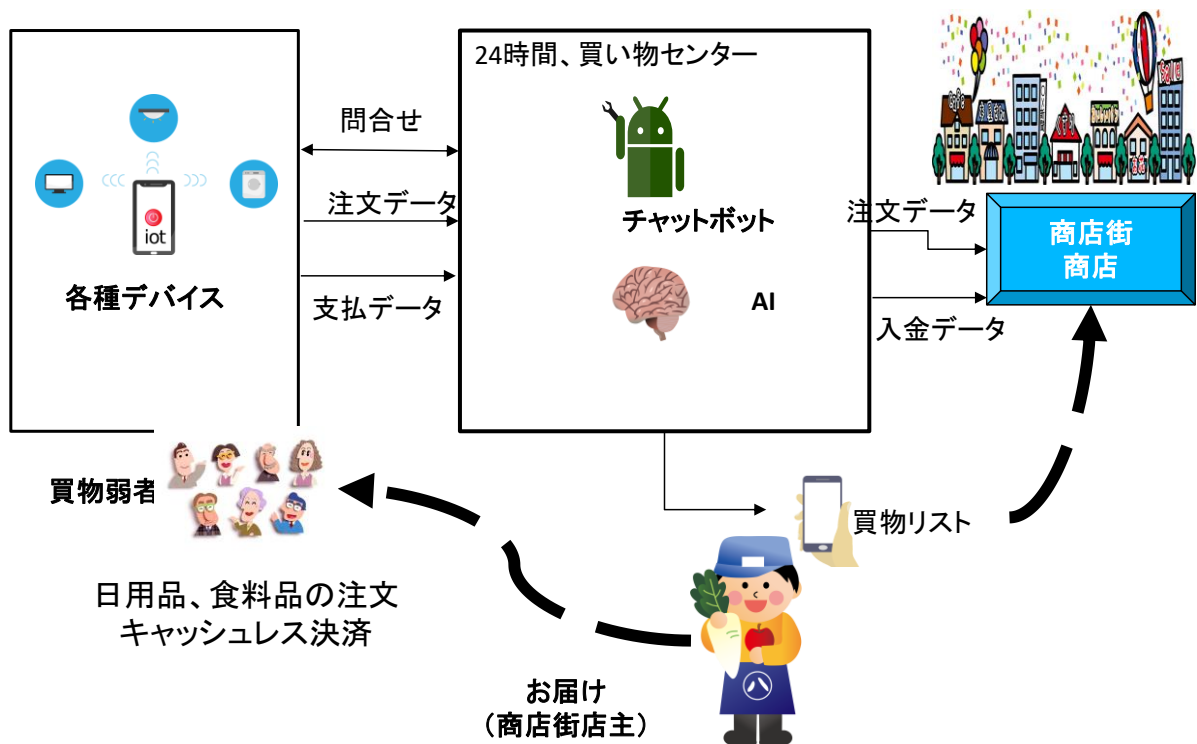 24時間、買い物センター
問合せ
注文データ
支払データ
iot
各種デバイス
チャットボット
AI
注文データ
入金データ
商店街
商店
買物弱者
買物リスト
日用品、食料品の注文
キャッシュレス決済
お届け
（商店街店主）